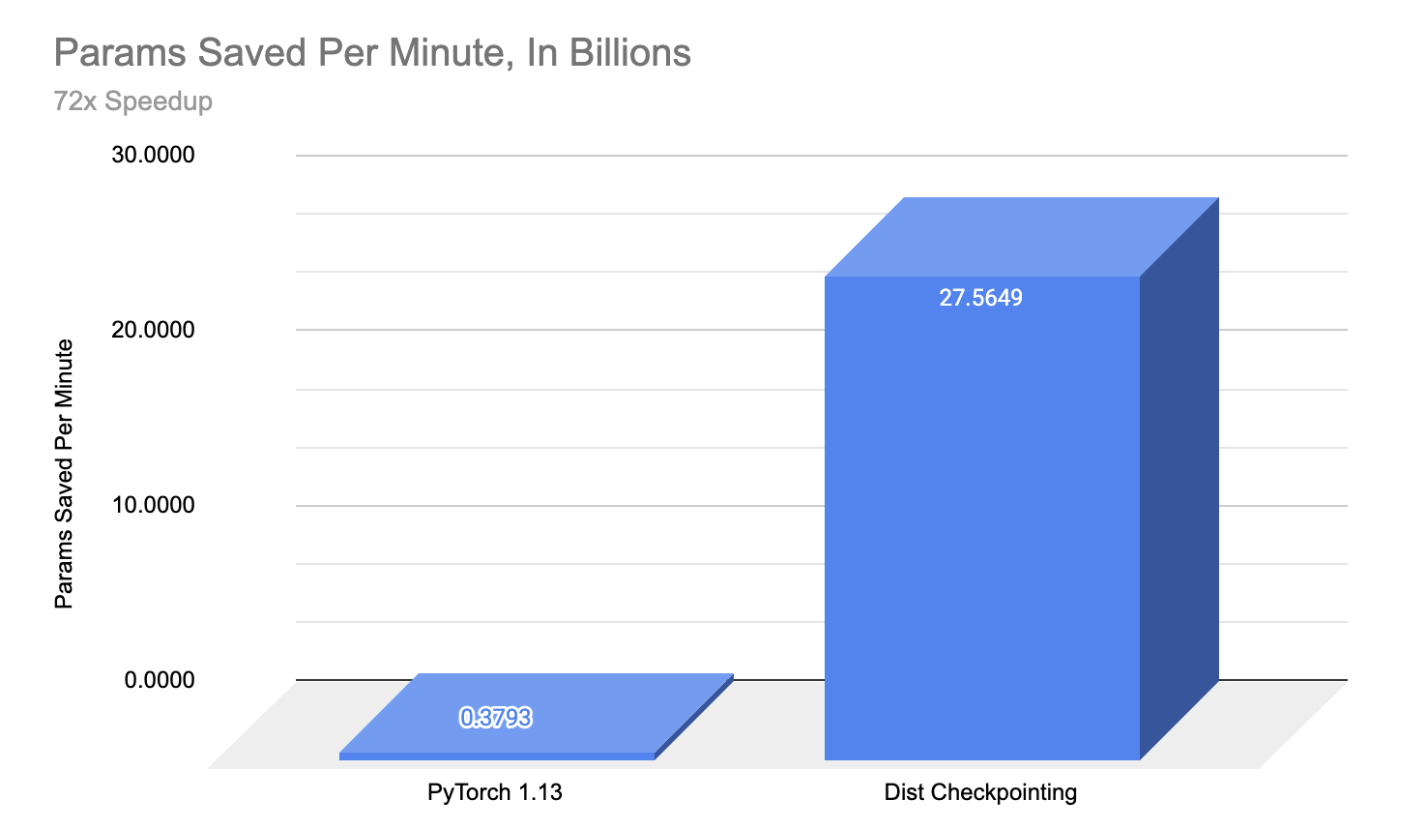 Params Saved Per Minute, In Billions
72x Speedup
Params Saved Per Minute
30.0000
20.0000
10.0000
0.0000
27.5649
0.3793
PyTorch 1.13
Dist Checkpointing